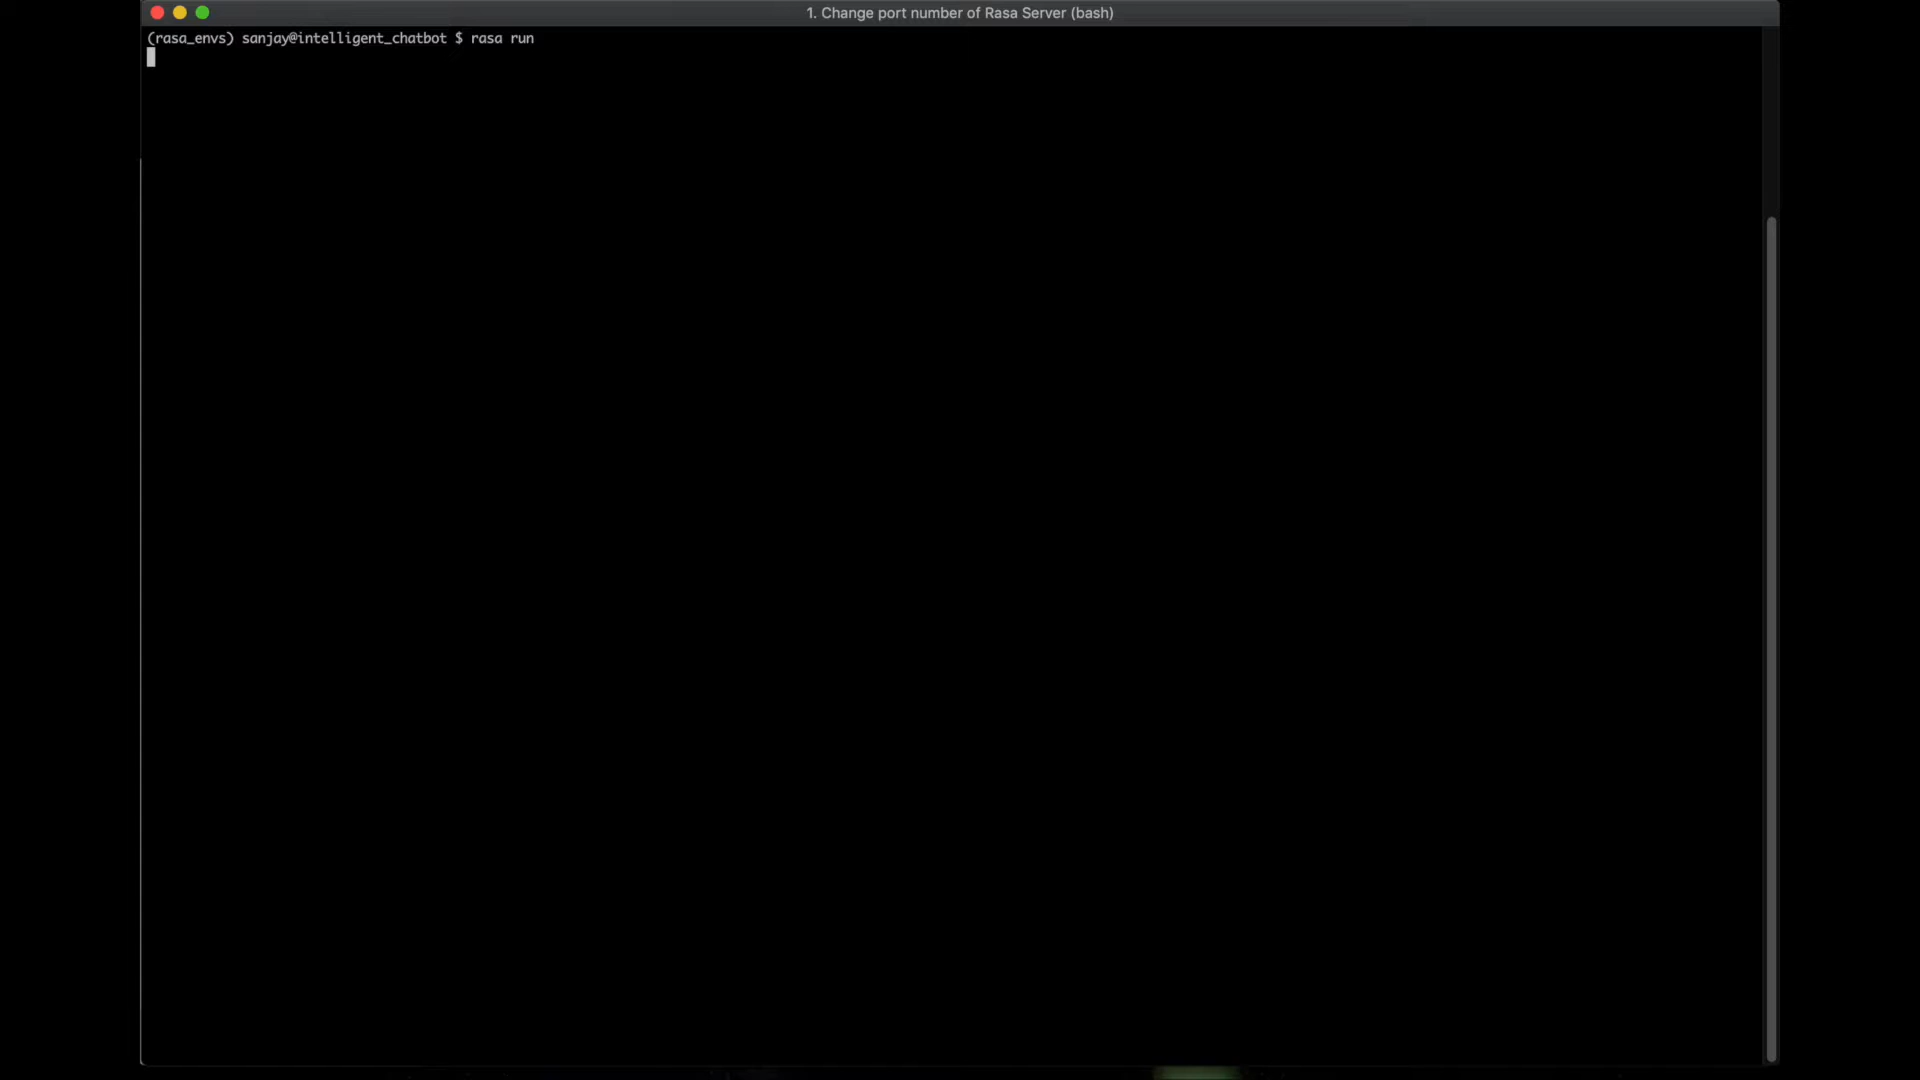 1. Change port number of Rasa Server (bash)
(rasa_envs) sanjay@intelligent_chatbot $ rasa run